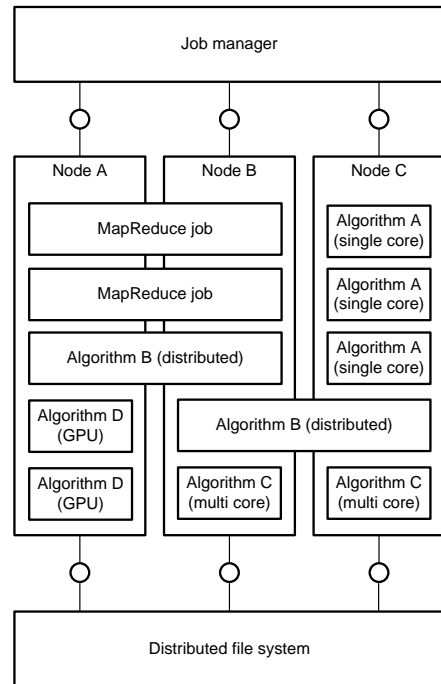 Job manager
Node A
Node B
Node C
MapReduce job
Algorithm A
(single core)
MapReduce job
Algorithm A
(single core)
Algorithm B (distributed)
Algorithm A
(single core)
Algorithm D
(GPU)
Algorithm B (distributed)
Algorithm D
(GPU)
Algorithm C
(multi core)
Algorithm C
(multi core)
Distributed file system